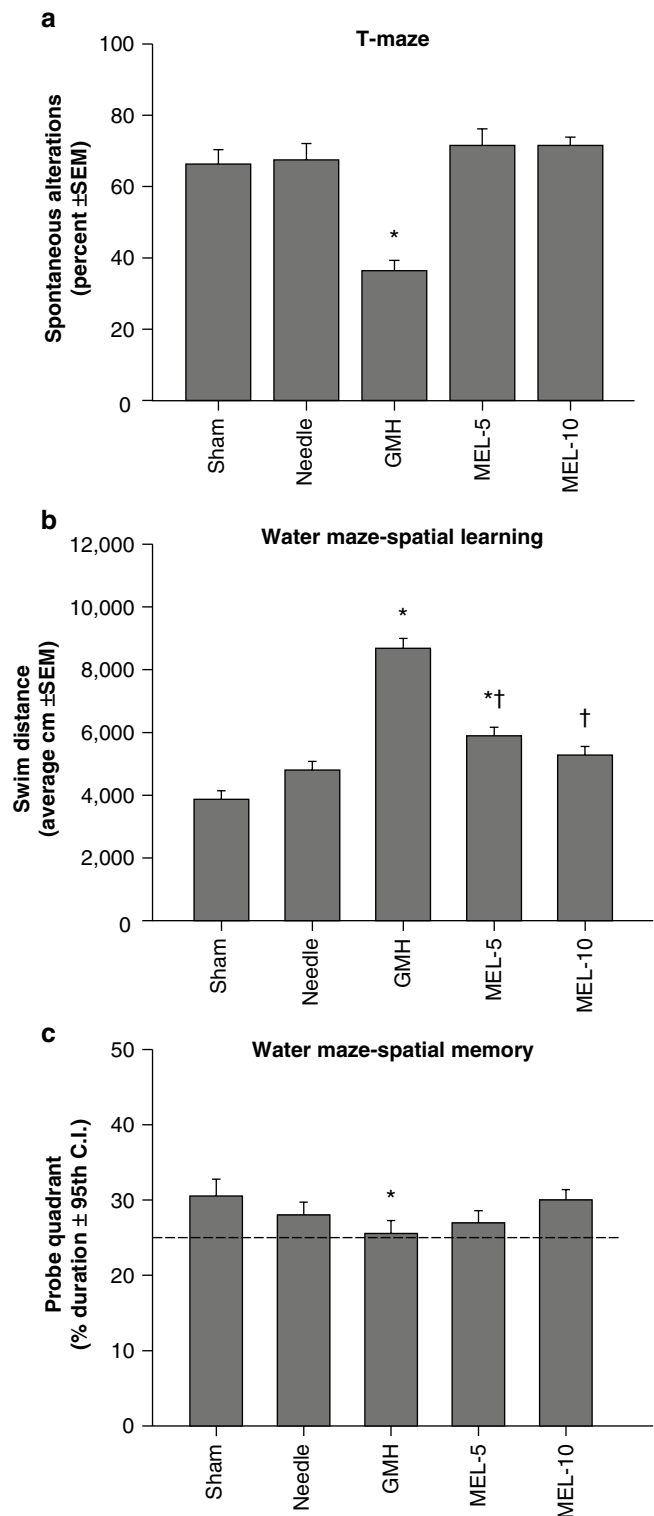 a
T-maze
Spontaneous alterations
(percent ±SEM)
100
80
60
40
20
0
Sham
Needle
GMH
MEL-5
MEL-10
*
b
Water maze-spatial learning
Swim distance
(average cm ±SEM)
12,000
10,000
8,000
6,000
4,000
2,000
0
Sham
Needle
GMH
MEL-5
MEL-10
*
*†
†
c
Water maze-spatial memory
Probe quadrant
(% duration ± 95th C.I.)
50
40
30
20
10
0
Sham
Needle
GMH
MEL-5
MEL-10
*